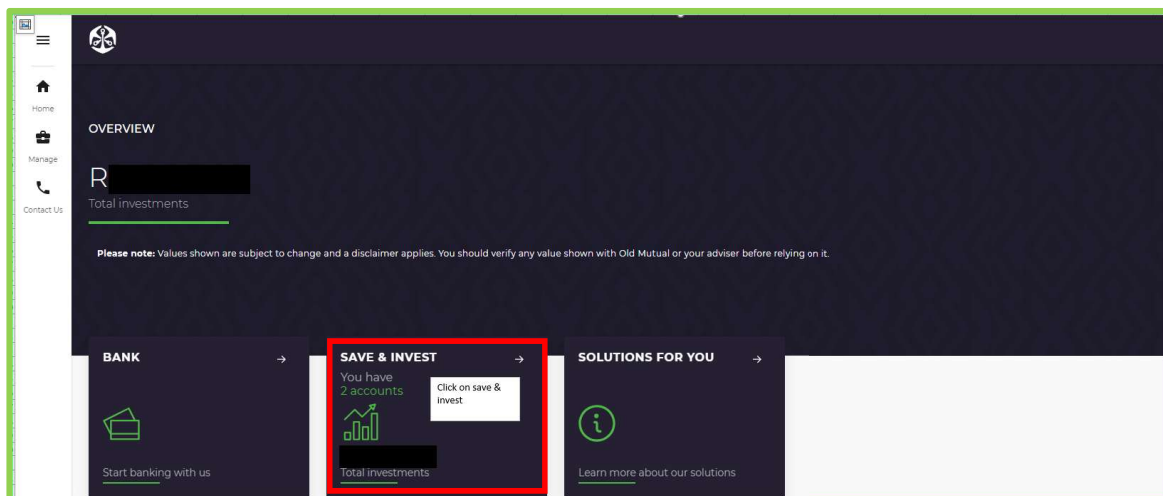 Home
Manage
Contact Us
OVERVIEW
R
Total investments
Please note: Values shown are subject to change and a disclaimer applies. You should verify any value shown with Old Mutual or your adviser before relying on it.
BANK →
Start banking with us
SAVE & INVEST →
You have
2 accounts
Click on save &
invest
Total investments
SOLUTIONS FOR YOU →
Learn more about our solutions